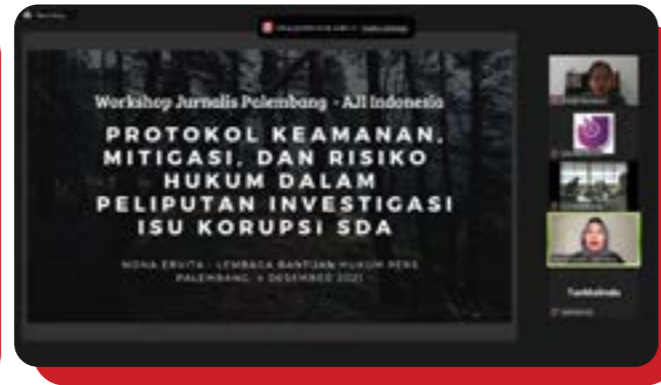 Workshop Jurnalis Palembang - AJI Indonesia
PROTOKOL KEAMANAN,
MITIGASI, DAN RISIKO
HUKUM DALAM
PELIPUTAN INVESTIGASI
ISU KORUPSI SDA
MONA ERVITA - LEMBAGA BANTUAN HUKUM PERS
PALEMBANG, 4 DESEMBER 2021